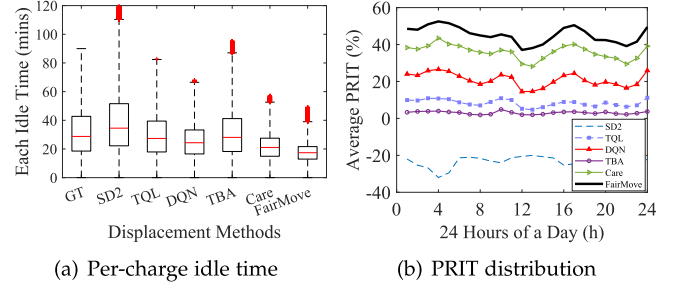 Each Idle Time (mins)
120
100
80
60
40
20
0
GT
SD2
TQL
DQN
TBA
Care
FairMove
Displacement Methods
(a) Per-charge idle time
Average PRIT (%)
60
40
20
0
-20
-40
SD2
TQL
DQN
TBA
Care
FairMove
0 4 8 12 16 20 24
24 Hours of a Day (h)
(b) PRIT distribution